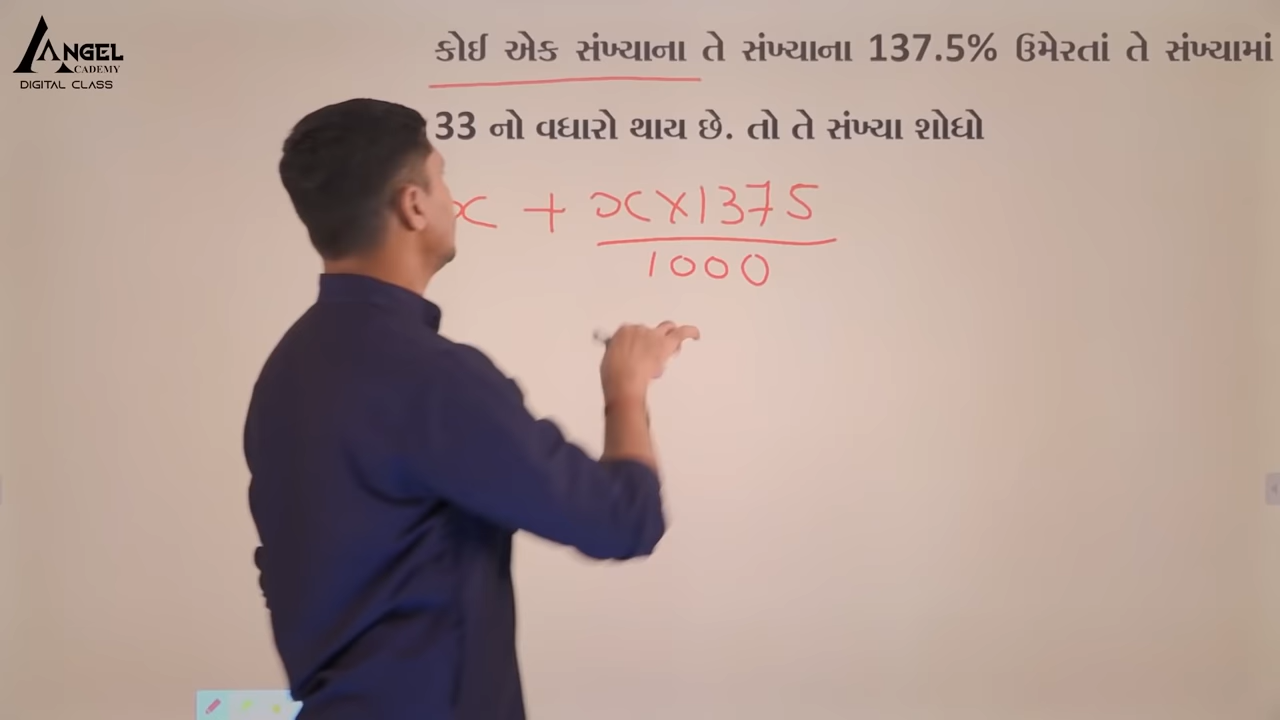 ANGEL
ACADEMY
DIGITAL CLASS
કોઈ એક સંખ્યાના તે સંખ્યાના 137.5% ઉમેરતાં તે સંખ્યામાં
33 નો વધારો થાય છે. તો તે સંખ્યા શોધો
x + x×1375
1000